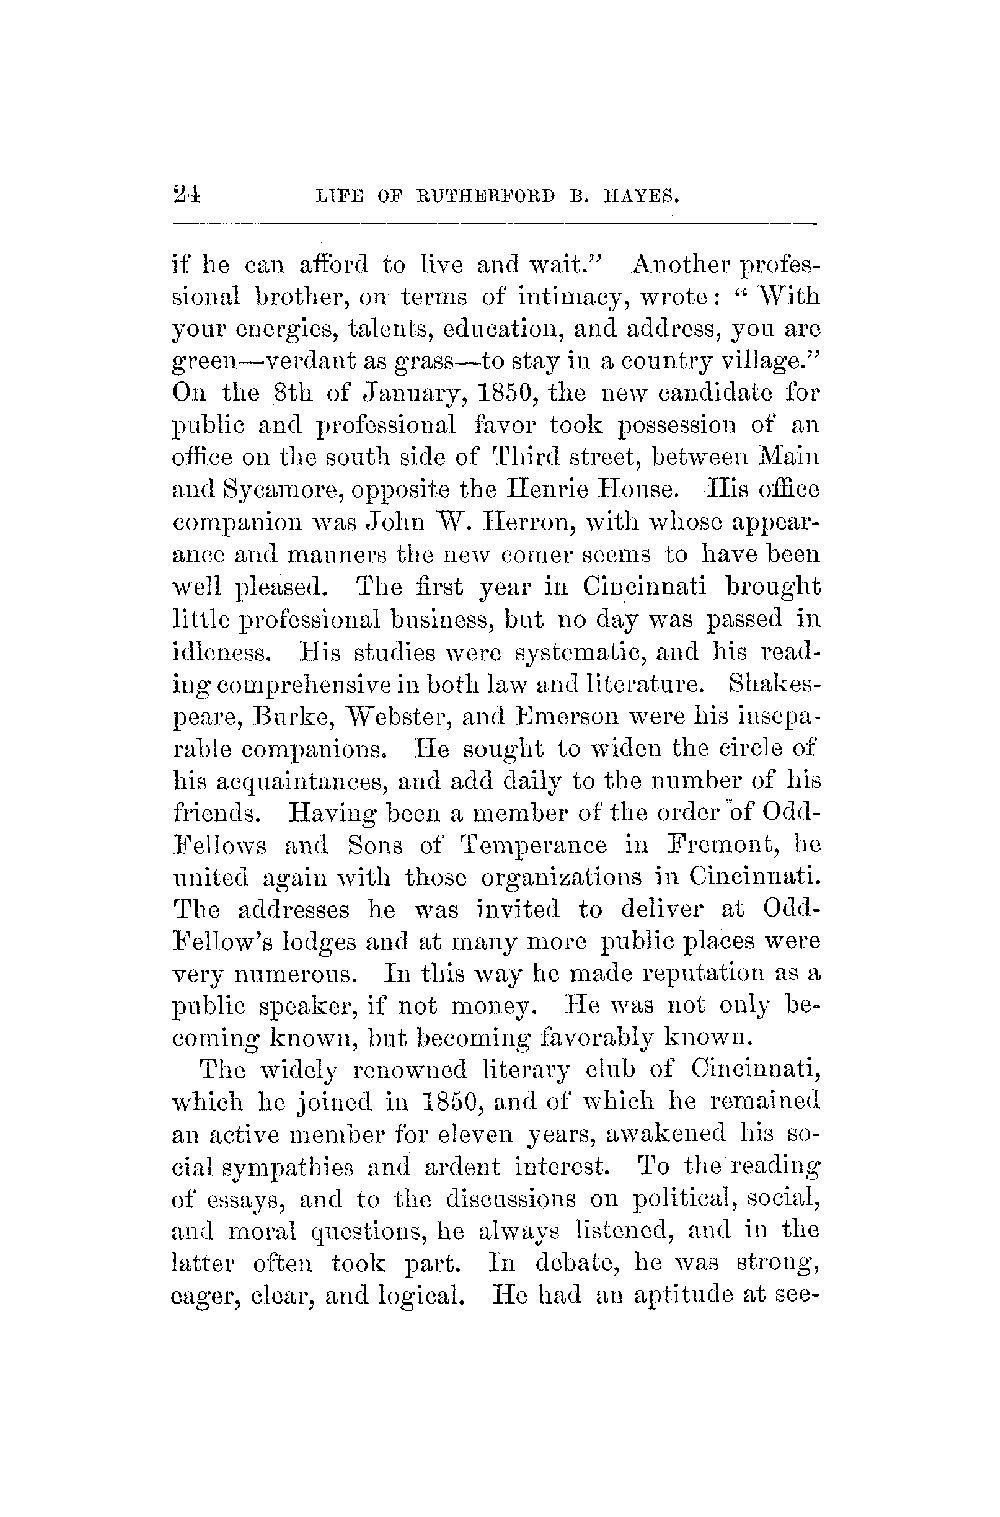 24 LIFE OF RUTHERFORD B. HAYES.
if he can afford to live and wait.” Another profes-
sional brother, on terms of intimacy, wrote: “ With
your energies, talents, education, and address, you are
green—verdant as grass—to stay in a country village.”
On the 8th of January, 1850, the new candidate for
public and professional favor took possession of an
office on the south side of Third street, between Main
and Sycamore, opposite the Henrie House. His office
companion was John W. Herron, with whose appear-
ance and manners the new comer seems to have been
well pleased. The first year in Cincinnati brought
little professional business, but no day was passed in
idleness. His studies were systematic, and his read-
ing comprehensive in both law and literature. Shakes-
peare, Burke, Webster, and Emerson were his insepa-
rable companions. He sought to widen the circle of
his acquaintances, and add daily to the number of his
friends. Having been a member of the order of Odd-
Fellows and Sons of Temperance in Fremont, he
united again with those organizations in Cincinnati.
The addresses he was invited to deliver at Odd-
Fellow’s lodges and at many more public places were
very numerous. In this way he made reputation as a
public speaker, if not money. He was not only be-
coming known, but becoming favorably known.
The widely renowned literary club of Cincinnati,
which he joined in 1850, and of which he remained
an active member for eleven years, awakened his so-
cial sympathies and ardent interest. To the reading
of essays, and to the discussions on political, social,
and moral questions, he always listened, and in the
latter often took part. In debate, he was strong,
eager, clear, and logical. He had an aptitude at see-